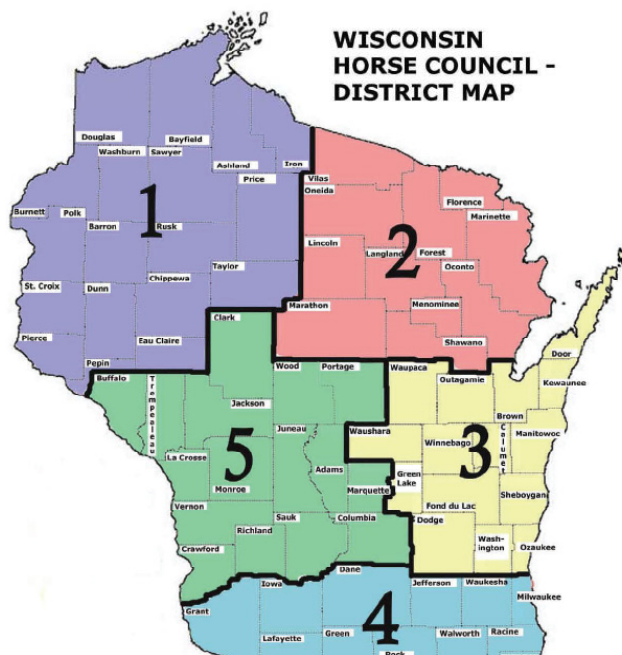 WISCONSIN
HORSE COUNCIL -
DISTRICT MAP
Douglas
Bayfield
Washburn
Sawyer
Ashland
Iron
Price
Burnett
Polk
Barron
Rusk
1
St. Croix
Dunn
Chippewa
Taylor
Pierce
Pepin
Eau Claire
Vilas
Oneida
Florence
Marinette
Lincoln
Langland
Forest
2
Oconto
Marathon
Menominee
Shawano
Clark
Buffalo
Trempealeau
Wood
Portage
Jackson
Juneau
La Crosse
5
Adams
Monroe
Marquette
Vernon
Sauk
Columbia
Richland
Crawford
Waupaca
Outagamie
Door
Kewaunee
Brown
Waushara
Winnebago
Calumet
Manitowoc
3
Green
Lake
Sheboygan
Fond du Lac
Dodge
Wash-
ington
Ozaukee
Iowa
Dane
Jefferson
Waukesha
Milwaukee
Grant
4
Lafayette
Green
Walworth
Racine
Rock